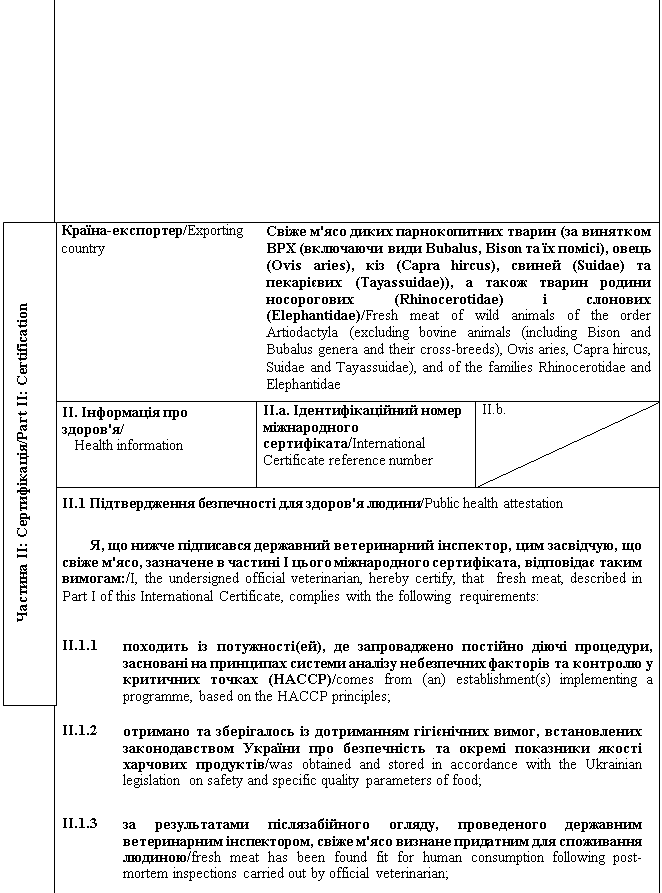 Частина II: Сертифікація/Part II: Certification
Країна-експортер/Exporting
country
Свіже м'ясо диких парнокопитних тварин (за винятком
ВРХ (включаючи види Bubalus, Bison та їх помісі), овець
(Ovis aries), кіз (Capra hircus), свиней (Suidae) та
пекарієвих (Tayassuidae)), а також тварин родини
носорогових (Rhinocerotidae) і слонових
(Elephantidae)/Fresh meat of wild animals of the order
Artiodactyla (excluding bovine animals (including Bison and
Bubalus genera and their cross-breeds), Ovis aries, Capra hircus,
Suidae and Tayassuidae), and of the families Rhinocerotidae and
Elephantidae
II. Інформація про
здоров'я/
Health information
II.a. Ідентифікаційний номер
міжнародного
сертифіката/International
Certificate reference number
II.b.
II.1 Підтвердження безпечності для здоров'я людини/Public health attestation
Я, що нижче підписався державний ветеринарний інспектор, цим засвідчую, що
свіже м'ясо, зазначене в частині I цього міжнародного сертифіката, відповідає таким
вимогам:/I, the undersigned official veterinarian, hereby certify, that fresh meat, described in
Part I of this International Certificate, complies with the following requirements:
II.1.1 походить із потужності(ей), де запроваджено постійно діючі процедури,
засновані на принципах системи аналізу небезпечних факторів та контролю у
критичних точках (НАССР)/comes from (an) establishment(s) implementing a
programme, based on the HACCP principles;
II.1.2 отримано та зберігалось із дотриманням гігієнічних вимог, встановлених
законодавством України про безпечність та окремі показники якості
харчових продуктів/was obtained and stored in accordance with the Ukrainian
legislation on safety and specific quality parameters of food;
II.1.3 за результатами післязабійного огляду, проведеного державним
ветеринарним інспектором, свіже м'ясо визнане придатним для споживання
людиною/fresh meat has been found fit for human consumption following post-
mortem inspections carried out by official veterinarian;